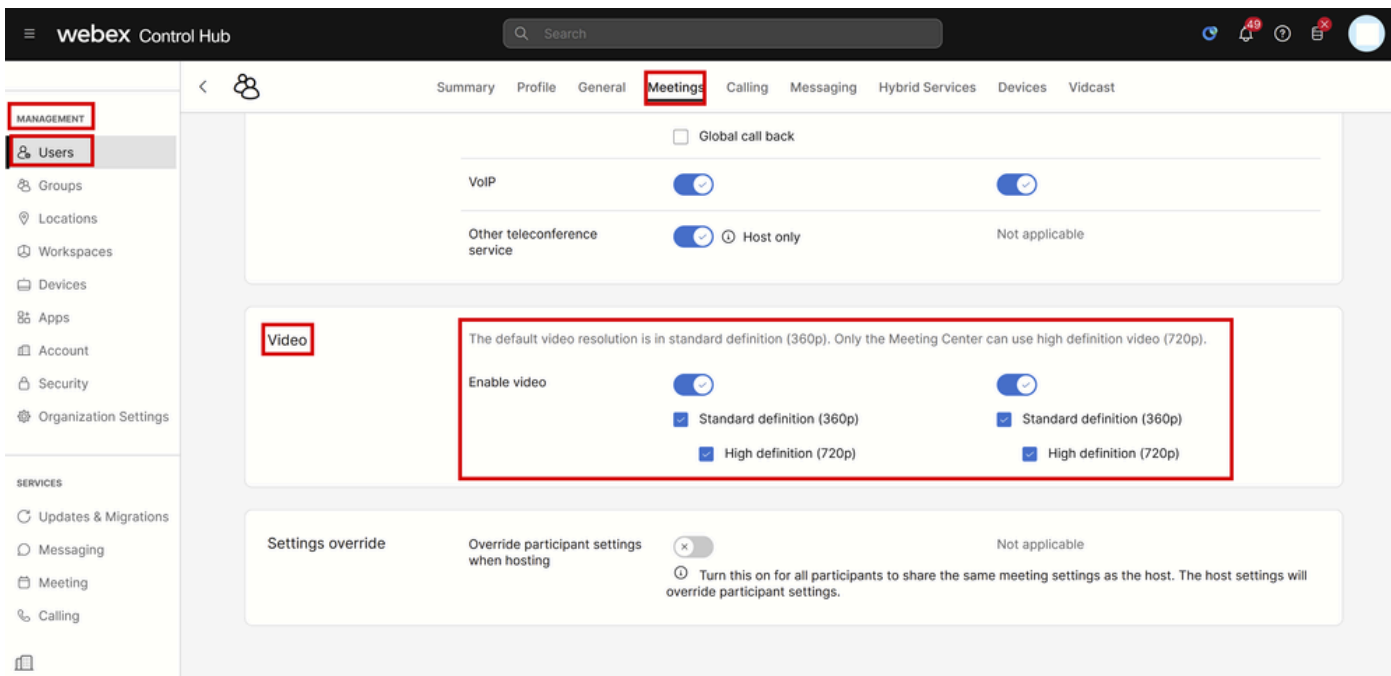 webex Control Hub
Search
49
Summary Profile General Meetings Calling Messaging Hybrid Services Devices Vidcast
MANAGEMENT
Users
Groups
Locations
Workspaces
Devices
Apps
Account
Security
Organization Settings
SERVICES
Updates & Migrations
Messaging
Meeting
Calling
Global call back
VoIP
Other teleconference
service
Host only
Not applicable
Video
The default video resolution is in standard definition (360p). Only the Meeting Center can use high definition video (720p).
Enable video
Standard definition (360p) Standard definition (360p)
High definition (720p) High definition (720p)
Settings override
Override participant settings
when hosting
Not applicable
Turn this on for all participants to share the same meeting settings as the host. The host settings will
override participant settings.